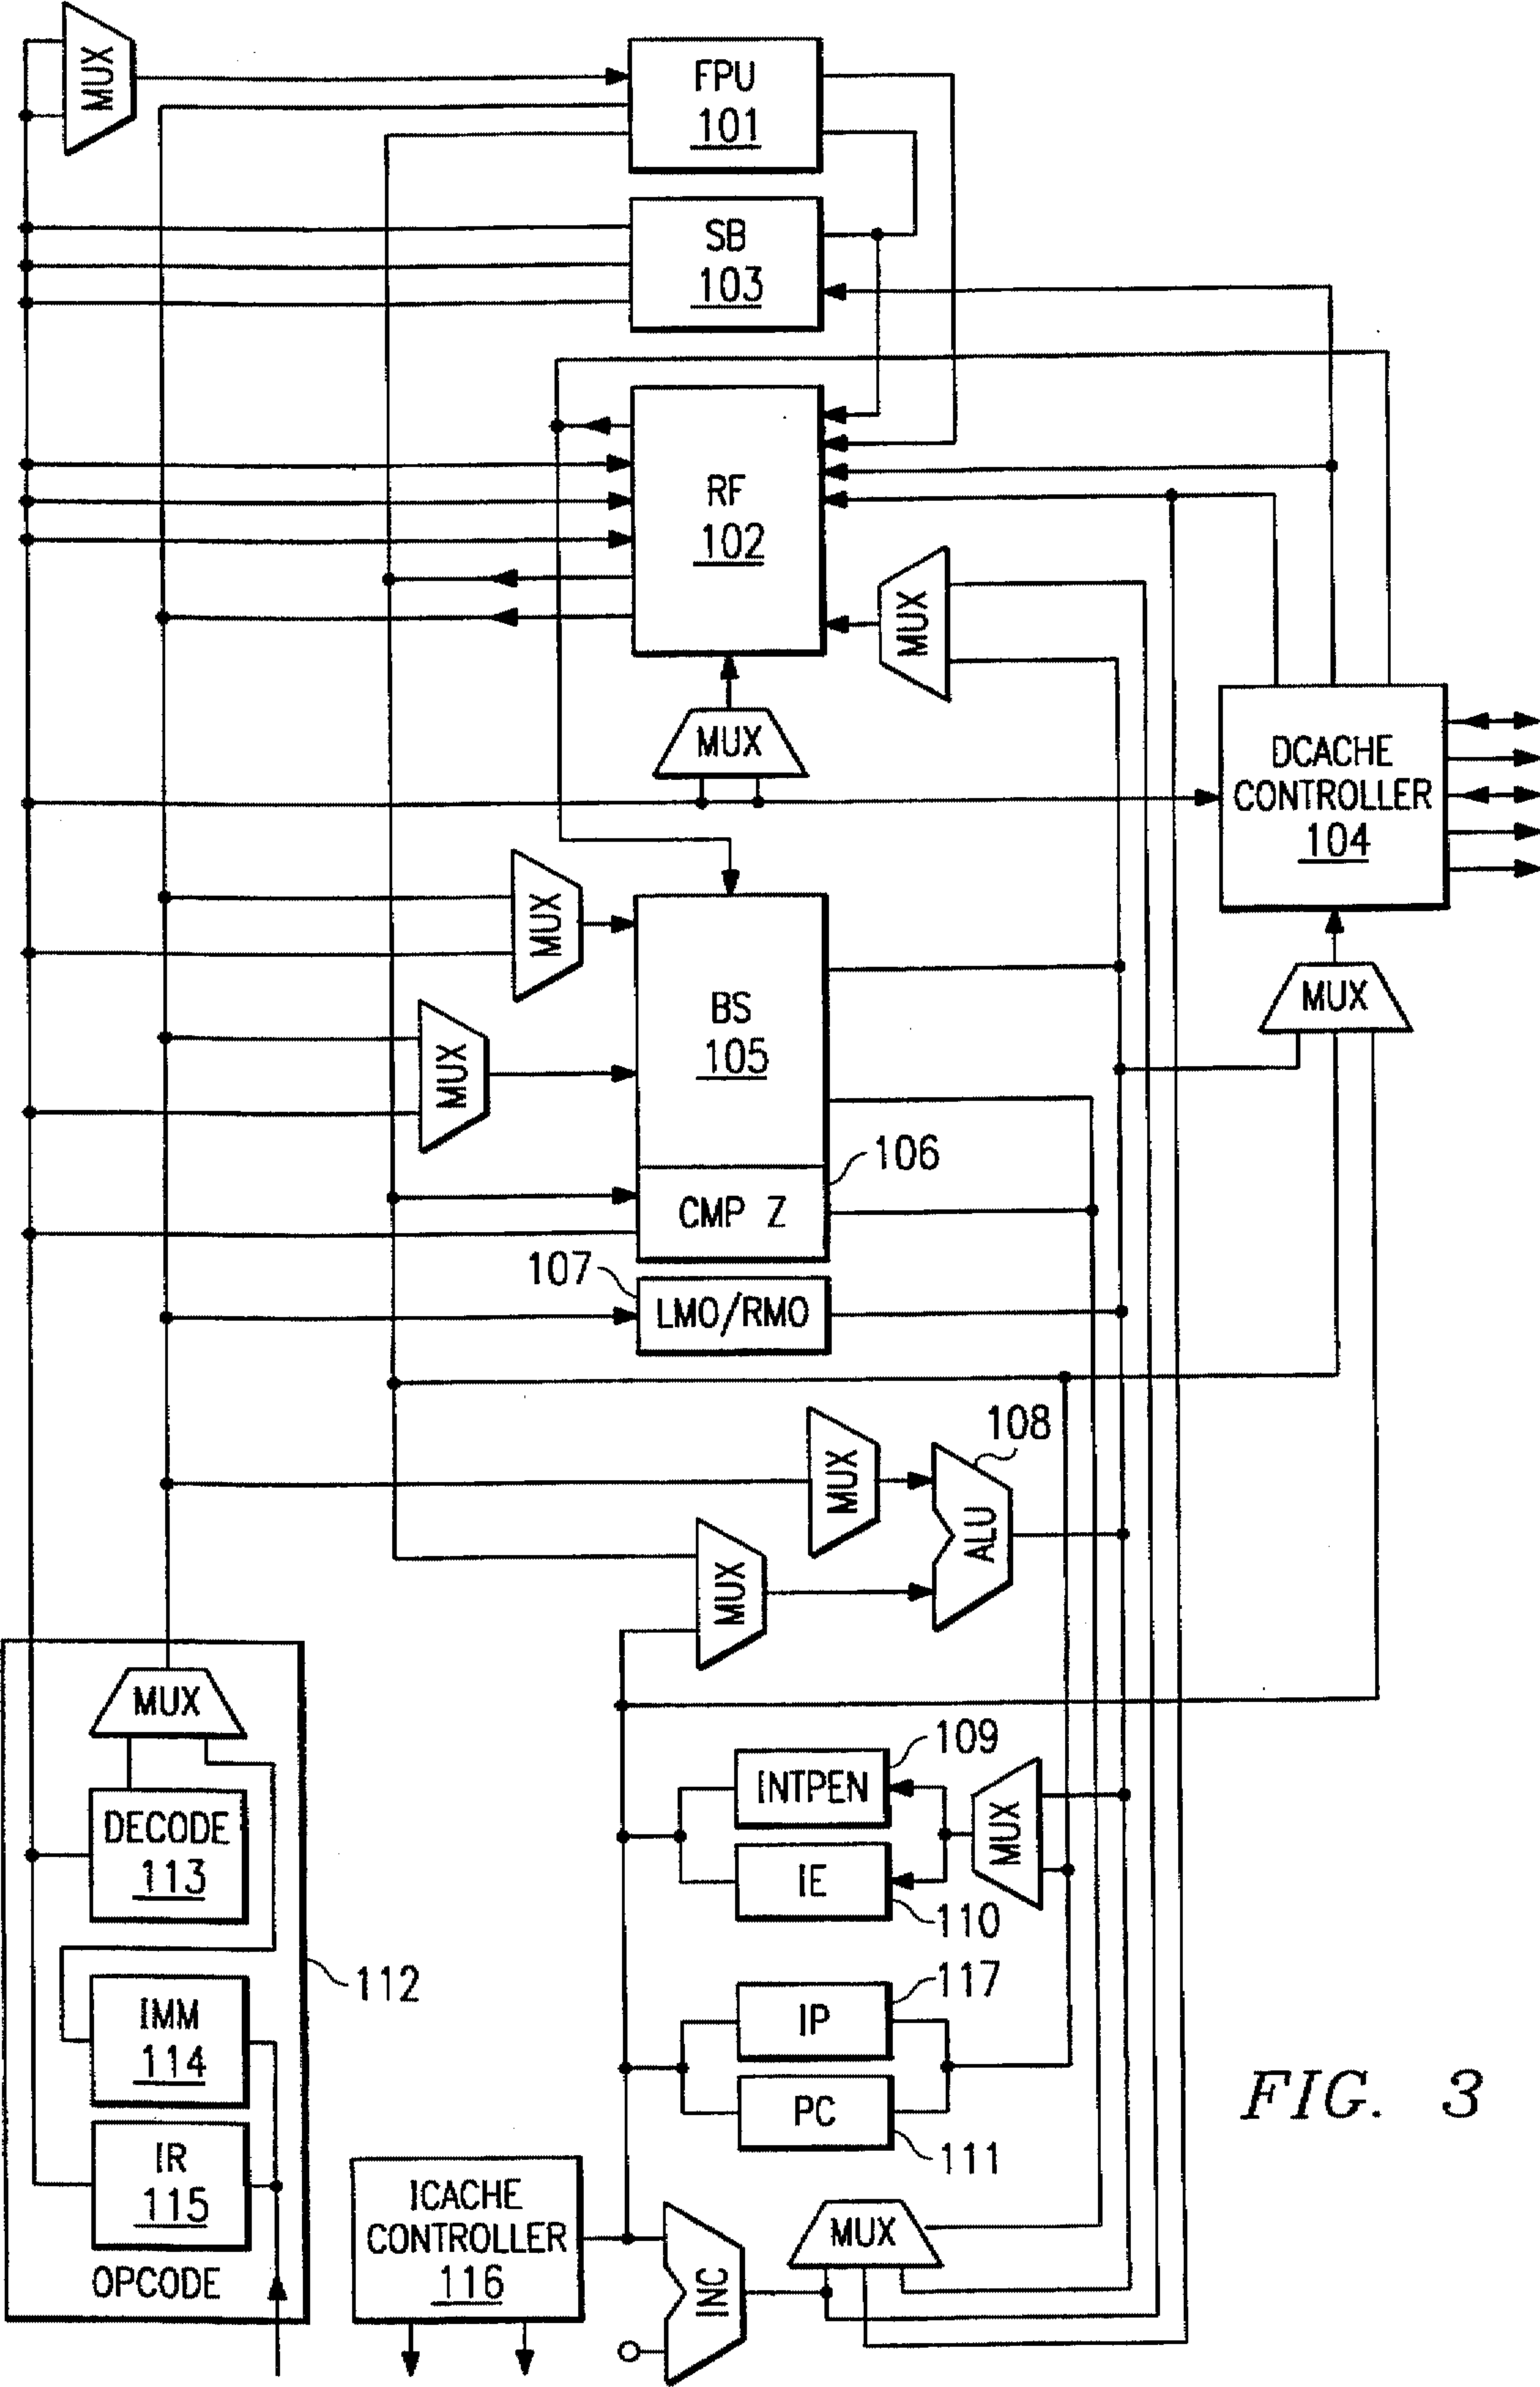 MUX
FPU
101
SB
103
RF
102
MUX
MUX
DCACHE
CONTROLLER
104
MUX
BS
105
MUX
MUX
106
CMP Z
107
LMO/RMO
108
MUX
ALU
MUX
MUX
109
INTPEN
MUX
DECODE
113
IE
110
112
117
IMM
114
IP
FIG. 3
PC
111
IR
115
ICACHE
CONTROLLER
116
MUX
INC
OPCODE